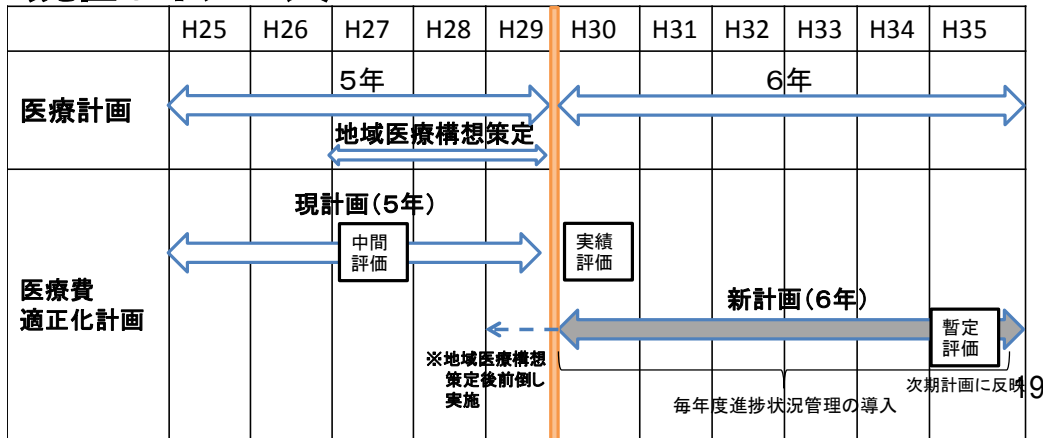 H25 H26 H27 H28 H29 H30 H31 H32 H33 H34 H35
医療計画
5年
6年
地域医療構想策定
医療費
適正化計画
現計画(5年)
中間
評価
実績
評価
新計画(6年)
暫定
評価
※地域医療構想
策定後前倒し
実施
毎年度進捗状況管理の導入
次期計画に反映
19